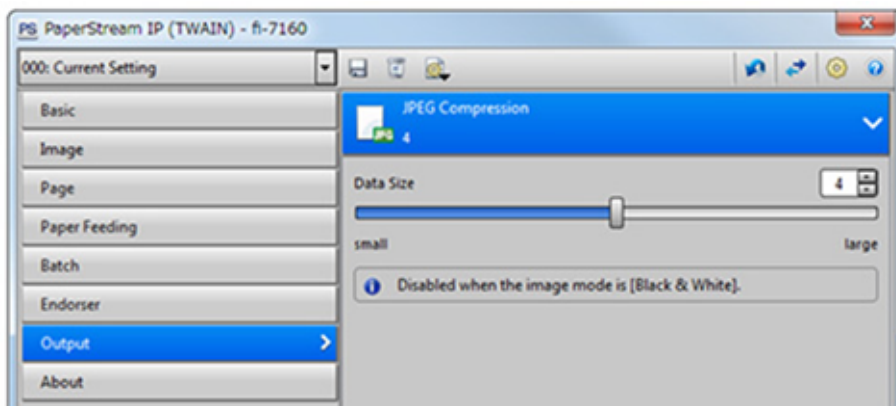 PS PaperStream IP (TWAIN) - fi-7160
000: Current Setting
Basic
Image
Page
Paper Feeding
Batch
Endorser
Output
About
JPEG Compression
JPG 4
Data Size 4
small large
Disabled when the image mode is [Black & White].